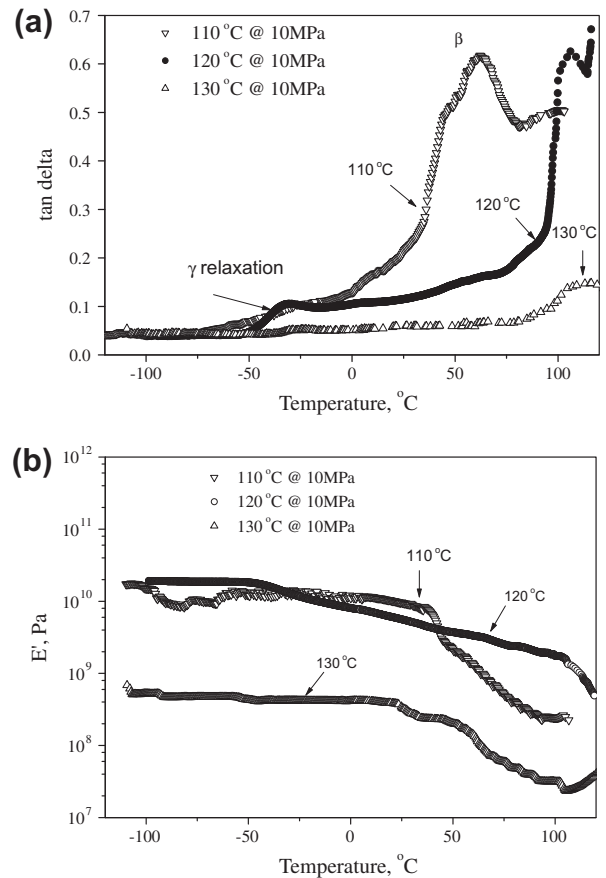 (a)
110 °C @ 10MPa
120 °C @ 10MPa
130 °C @ 10MPa
β
110 °C
120 °C
130 °C
γ relaxation
tan delta
0.7
0.6
0.5
0.4
0.3
0.2
0.1
0.0
-100 -50 0 50 100
Temperature, °C
(b)
110 °C @ 10MPa
120 °C @ 10MPa
130 °C @ 10MPa
110 °C
120 °C
130 °C
E', Pa
10¹²
10¹¹
10¹⁰
10⁹
10⁸
10⁷
-100 -50 0 50 100
Temperature, °C